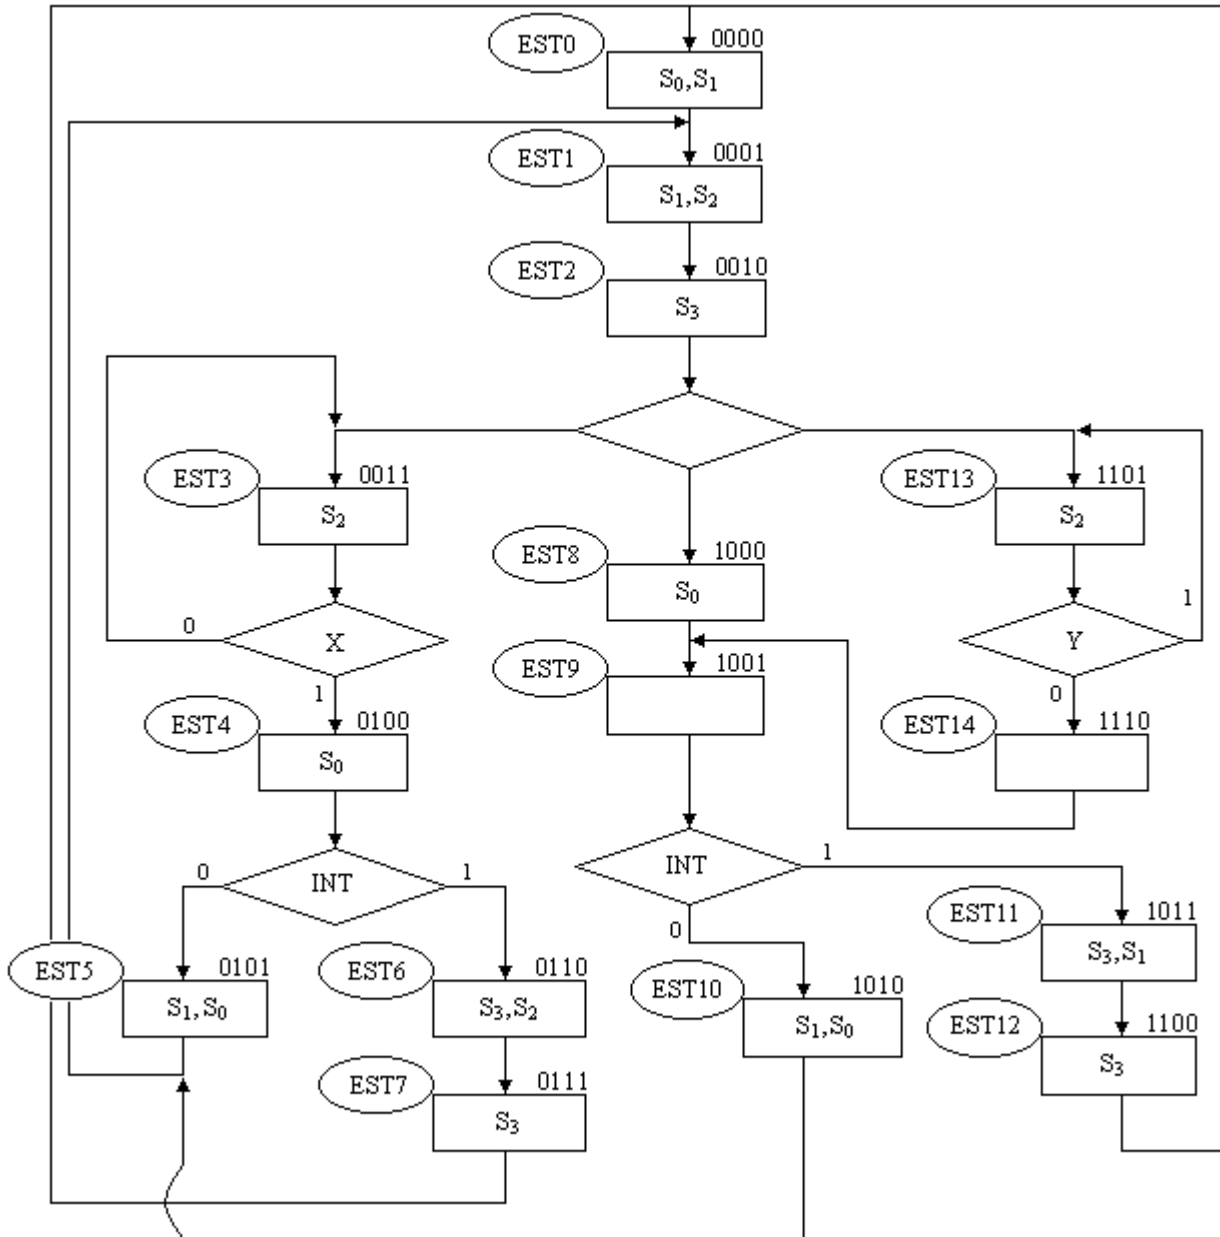 EST0 0000
S₀,S₁
EST1 0001
S₁,S₂
EST2 0010
S₃
EST3 0011
S₂
EST13 1101
S₂
EST8 1000
S₀
0 X
1
Y 1
0
EST9 1001
EST4 0100
S₀
EST14 1110
0 INT 1
INT 1
0
EST11 1011
S₃,S₁
EST5 0101
S₁,S₀
EST6 0110
S₃,S₂
EST10 1010
S₁,S₀
EST12 1100
S₃
EST7 0111
S₃